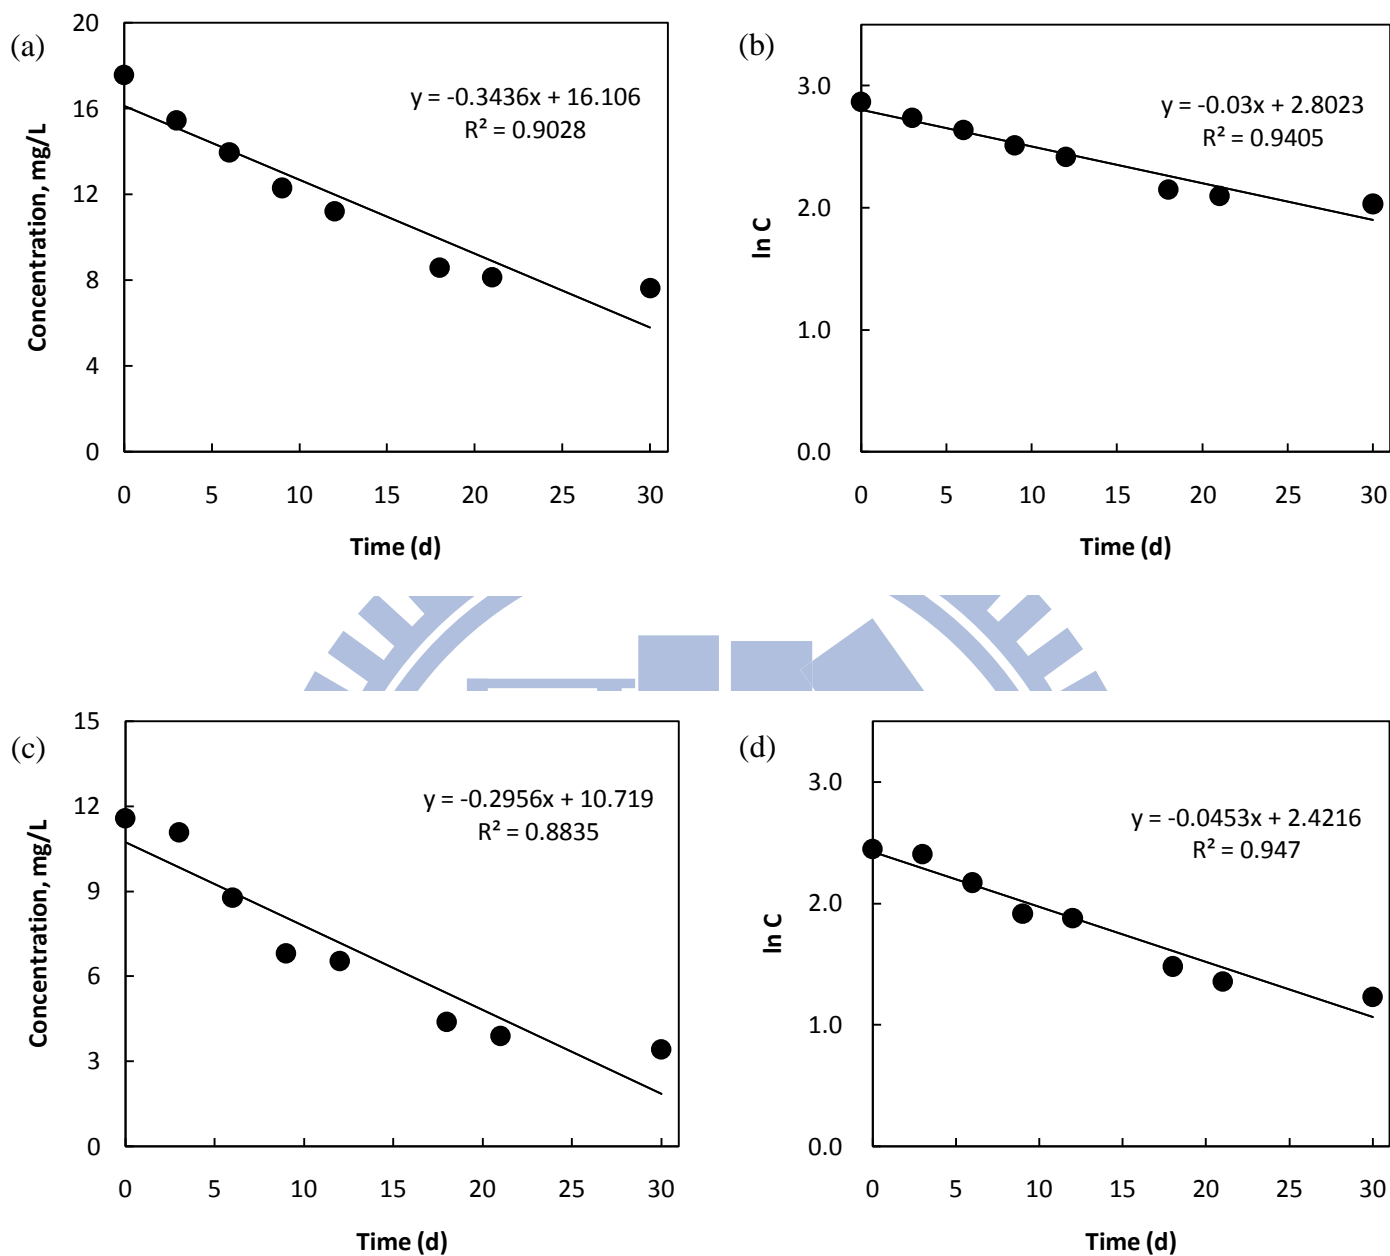 (a)
20
16
12
8
4
0
Concentration, mg/L
y = -0.3436x + 16.106
R² = 0.9028
0 5 10 15 20 25 30
Time (d)
(b)
3.0
2.0
1.0
0.0
ln C
y = -0.03x + 2.8023
R² = 0.9405
0 5 10 15 20 25 30
Time (d)
(c)
15
12
9
6
3
0
Concentration, mg/L
y = -0.2956x + 10.719
R² = 0.8835
0 5 10 15 20 25 30
Time (d)
(d)
3.0
2.0
1.0
0.0
ln C
y = -0.0453x + 2.4216
R² = 0.947
0 5 10 15 20 25 30
Time (d)